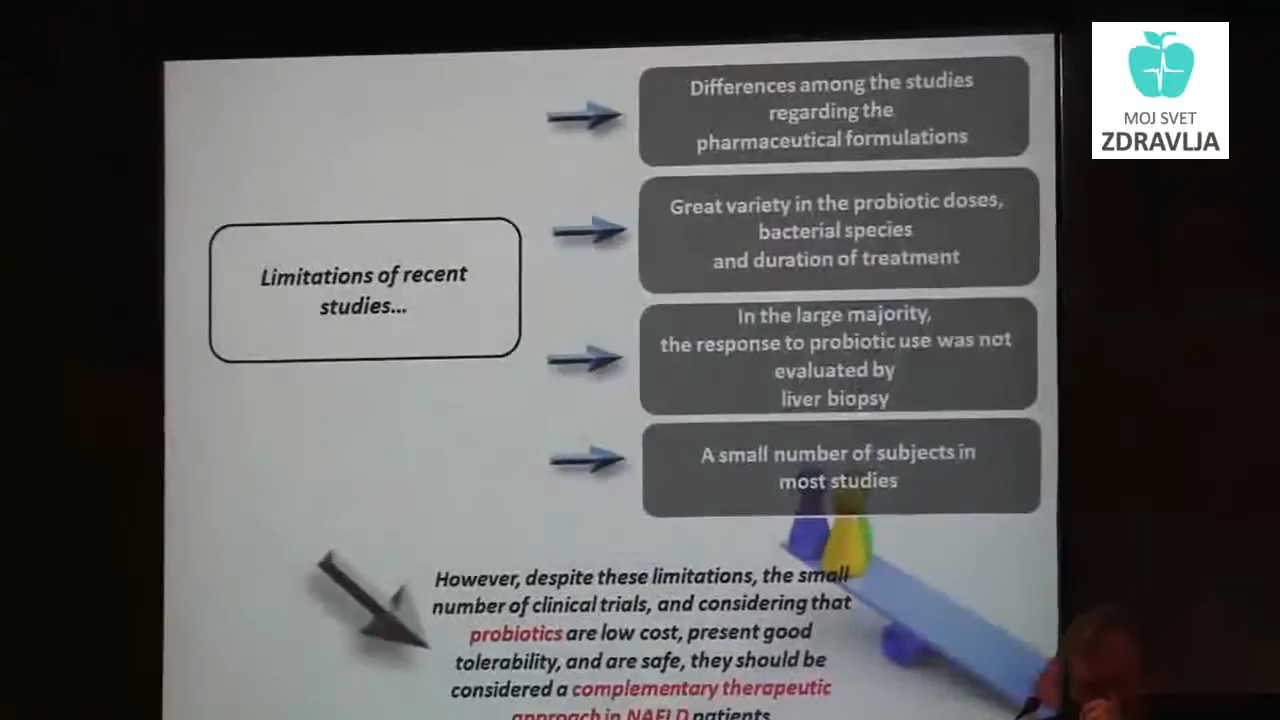 MOJ SVET
ZDRAVLJA
Differences among the studies
regarding the
pharmaceutical formulations
Great variety in the probiotic doses,
bacterial species
and duration of treatment
Limitations of recent
studies...
In the large majority,
the response to probiotic use was not
evaluated by
liver biopsy
A small number of subjects in
most studies
However, despite these limitations, the small
number of clinical trials, and considering that
probiotics are low cost, present good
tolerability, and are safe, they should be
considered a complementary therapeutic
approach in NAFLD patients